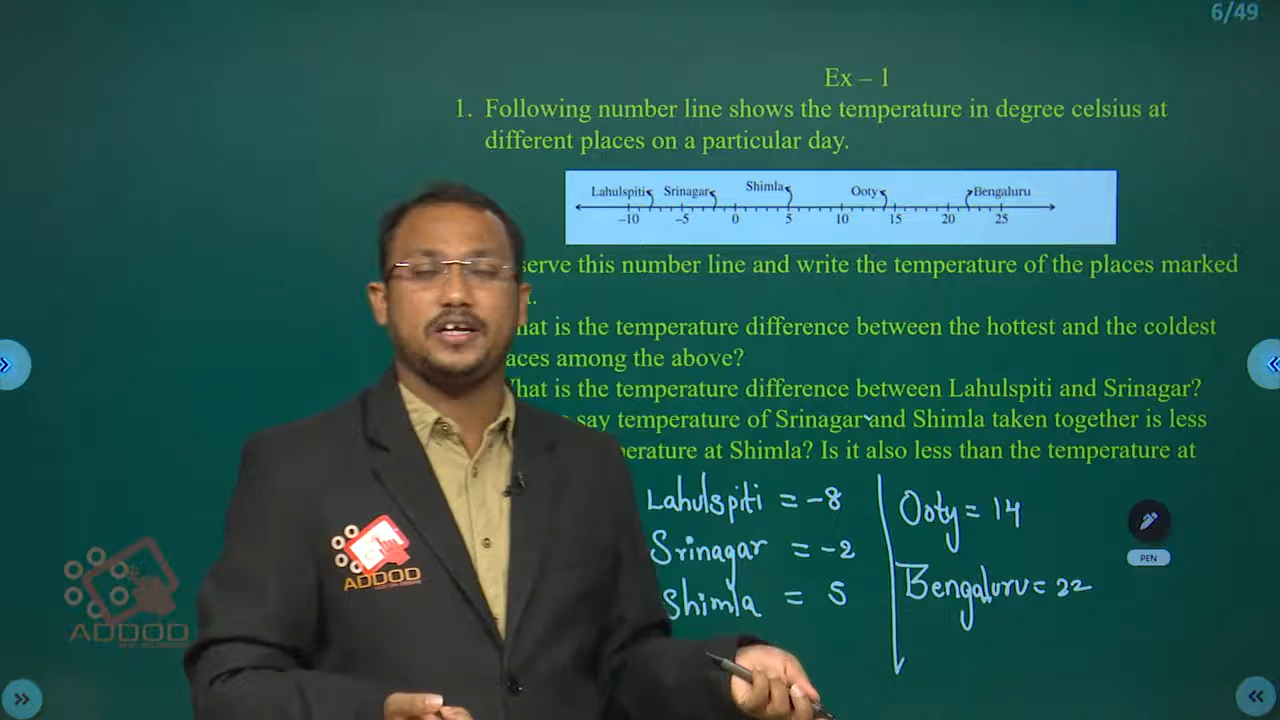 6/49
Ex – 1
1. Following number line shows the temperature in degree celsius at
different places on a particular day.
Lahulspiti Srinagar Shimla Ooty Bengaluru
–10 –5 0 5 10 15 20 25
serve this number line and write the temperature of the places marked
hat is the temperature difference between the hottest and the coldest
aces among the above?
What is the temperature difference between Lahulspiti and Srinagar?
say temperature of Srinagar and Shimla taken together is less
perature at Shimla? Is it also less than the temperature at
Lahulspiti = -8
Srinagar = -2
Shimla = 5
Ooty = 14
Bengaluru = 22
PEN
ADDOD
ADDOD